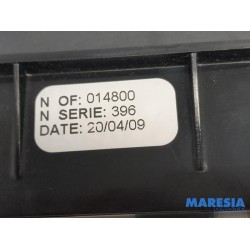 N OF: 014800
N SERIE: 396
DATE: 20/04/09
MARESIA